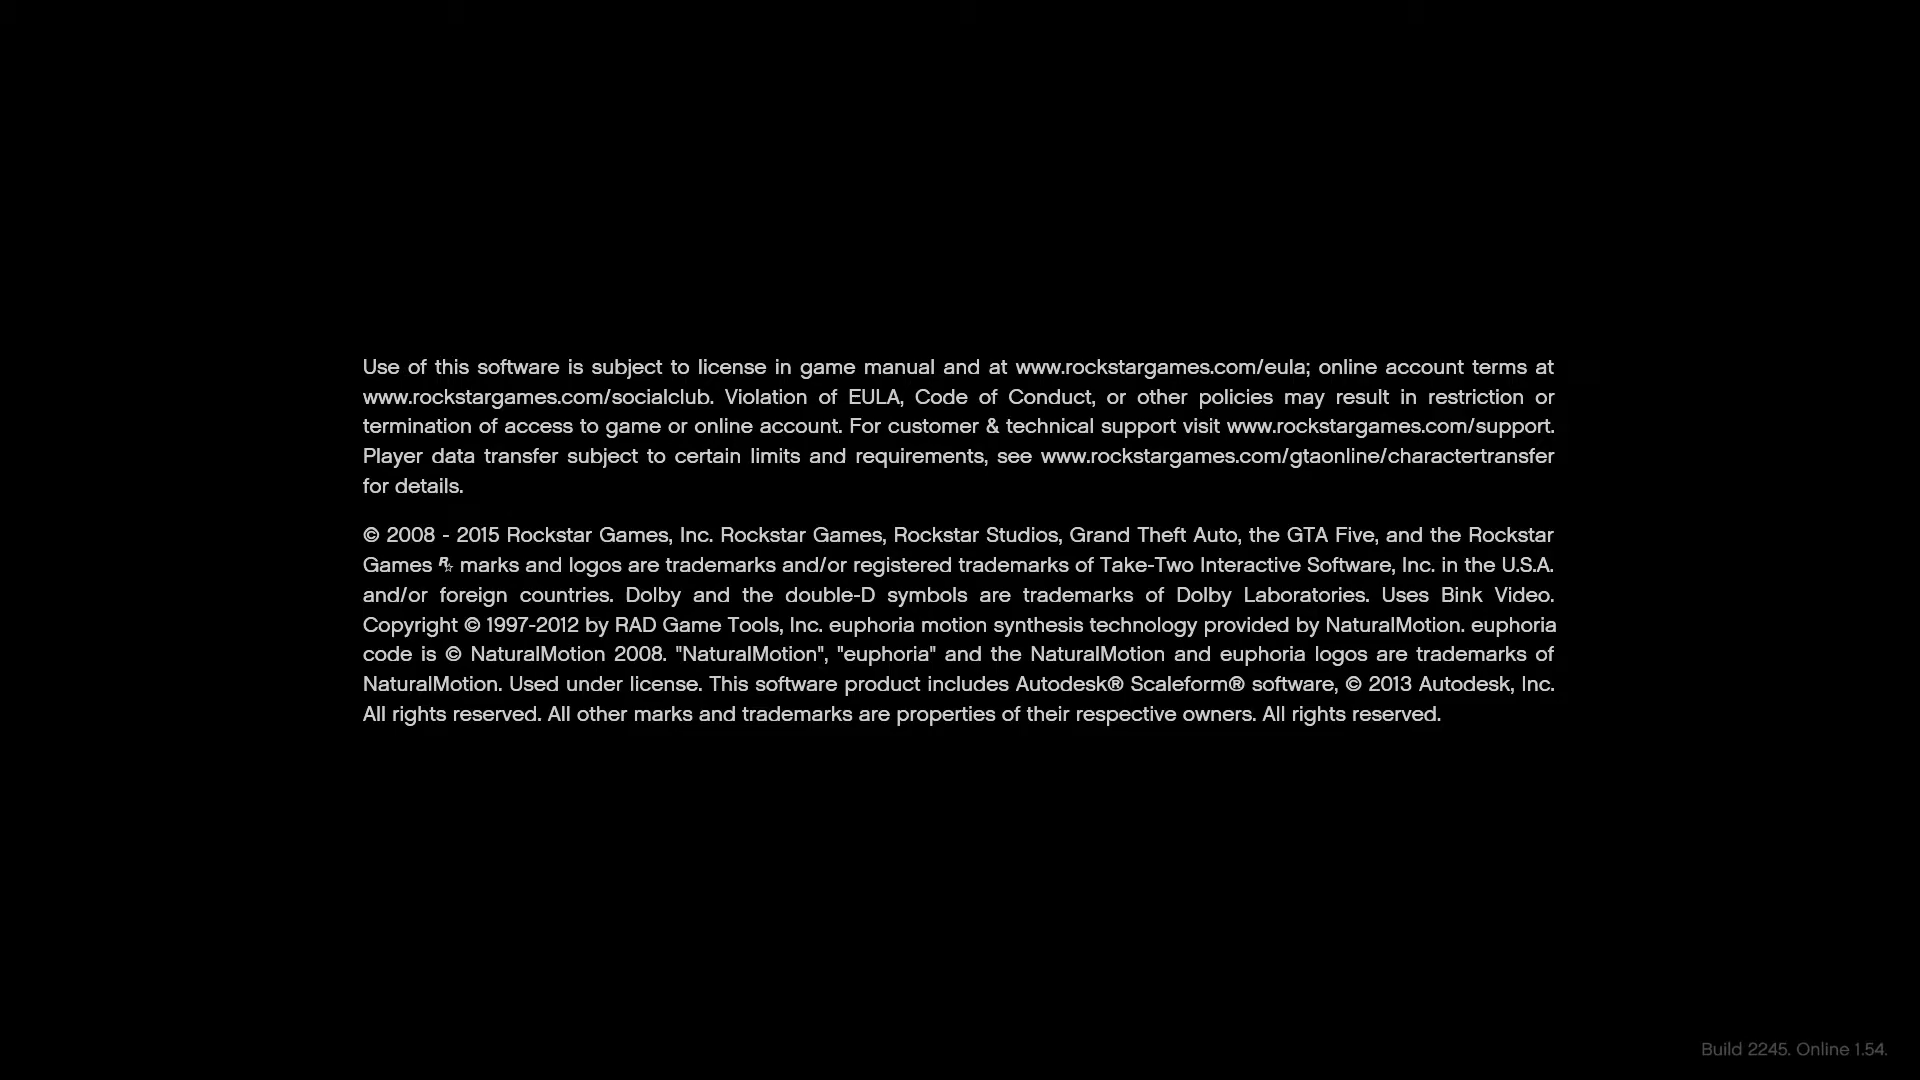 Use of this software is subject to license in game manual and at www.rockstargames.com/eula; online account terms at
www.rockstargames.com/socialclub. Violation of EULA, Code of Conduct, or other policies may result in restriction or
termination of access to game or online account. For customer & technical support visit www.rockstargames.com/support.
Player data transfer subject to certain limits and requirements, see www.rockstargames.com/gtaonline/charactertransfer
for details.
© 2008 - 2015 Rockstar Games, Inc. Rockstar Games, Rockstar Studios, Grand Theft Auto, the GTA Five, and the Rockstar
Games R☆ marks and logos are trademarks and/or registered trademarks of Take-Two Interactive Software, Inc. in the U.S.A.
and/or foreign countries. Dolby and the double-D symbols are trademarks of Dolby Laboratories. Uses Bink Video.
Copyright © 1997-2012 by RAD Game Tools, Inc. euphoria motion synthesis technology provided by NaturalMotion. euphoria
code is © NaturalMotion 2008. "NaturalMotion", "euphoria" and the NaturalMotion and euphoria logos are trademarks of
NaturalMotion. Used under license. This software product includes Autodesk® Scaleform® software, © 2013 Autodesk, Inc.
All rights reserved. All other marks and trademarks are properties of their respective owners. All rights reserved.
Build 2245. Online 1.54.